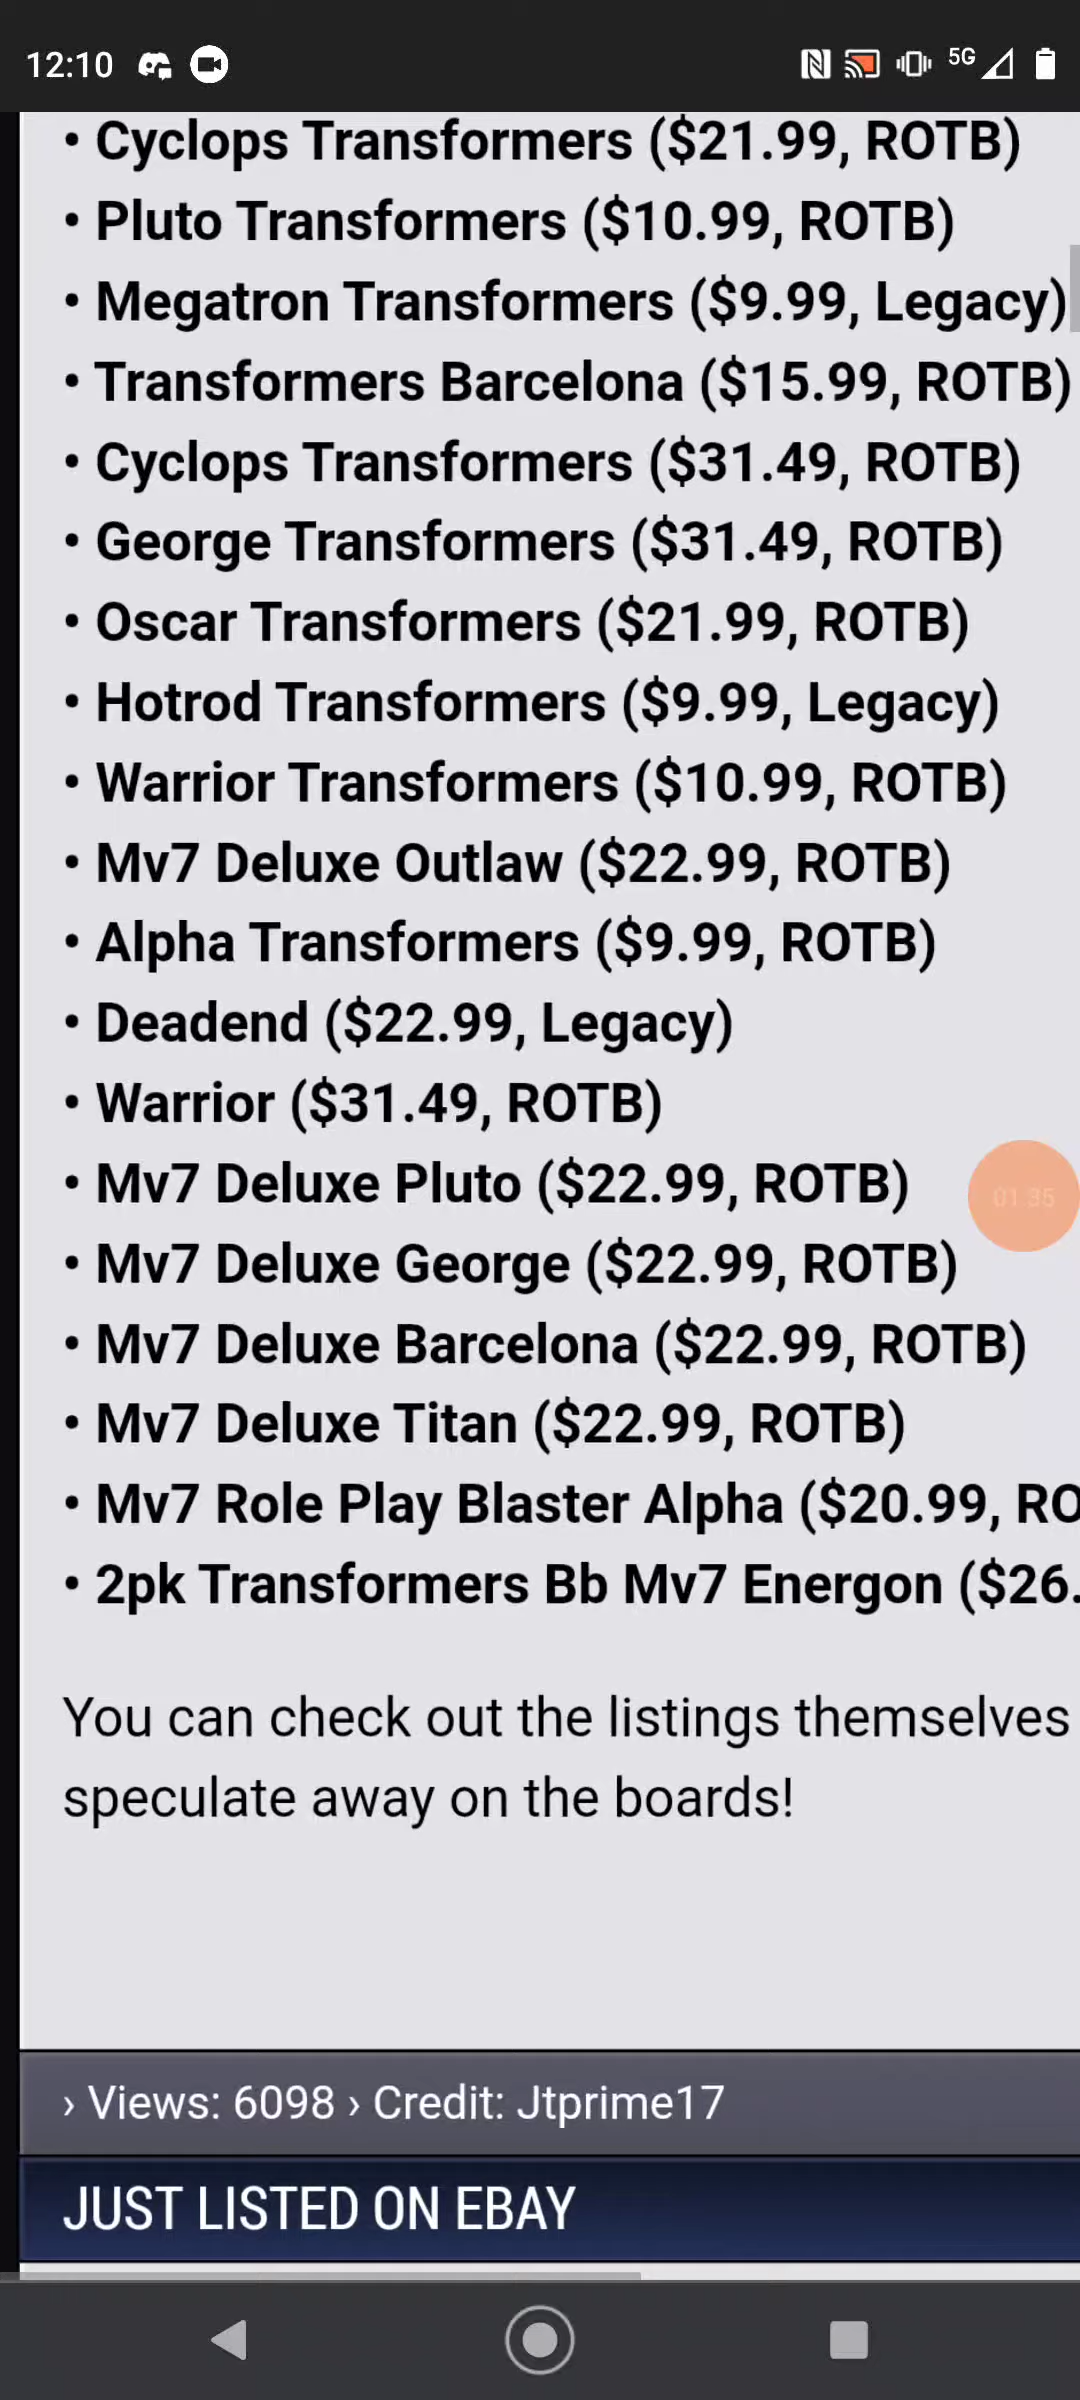 12:10 5G
• Cyclops Transformers ($21.99, ROTB)
• Pluto Transformers ($10.99, ROTB)
• Megatron Transformers ($9.99, Legacy)
• Transformers Barcelona ($15.99, ROTB)
• Cyclops Transformers ($31.49, ROTB)
• George Transformers ($31.49, ROTB)
• Oscar Transformers ($21.99, ROTB)
• Hotrod Transformers ($9.99, Legacy)
• Warrior Transformers ($10.99, ROTB)
• Mv7 Deluxe Outlaw ($22.99, ROTB)
• Alpha Transformers ($9.99, ROTB)
• Deadend ($22.99, Legacy)
• Warrior ($31.49, ROTB)
• Mv7 Deluxe Pluto ($22.99, ROTB)
01:35
• Mv7 Deluxe George ($22.99, ROTB)
• Mv7 Deluxe Barcelona ($22.99, ROTB)
• Mv7 Deluxe Titan ($22.99, ROTB)
• Mv7 Role Play Blaster Alpha ($20.99, RO
• 2pk Transformers Bb Mv7 Energon ($26.
You can check out the listings themselves
speculate away on the boards!
› Views: 6098 › Credit: Jtprime17
JUST LISTED ON EBAY